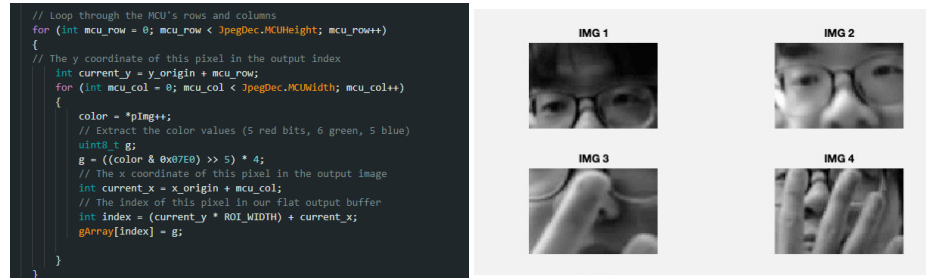 // Loop through the MCU's rows and columns
for (int mcu_row = 0; mcu_row < JpegDec.MCUHeight; mcu_row++)
{
// The y coordinate of this pixel in the output index
int current_y = y_origin + mcu_row;
for (int mcu_col = 0; mcu_col < JpegDec.MCUWidth; mcu_col++)
{
color = *pImg++;
// Extract the color values (5 red bits, 6 green, 5 blue)
uint8_t g;
g = ((color & 0x07E0) >> 5) * 4;
// The x coordinate of this pixel in the output image
int current_x = x_origin + mcu_col;
// The index of this pixel in our flat output buffer
int index = (current_y * ROI_WIDTH) + current_x;
gArray[index] = g;
}
}
IMG 1
IMG 2
IMG 3
IMG 4